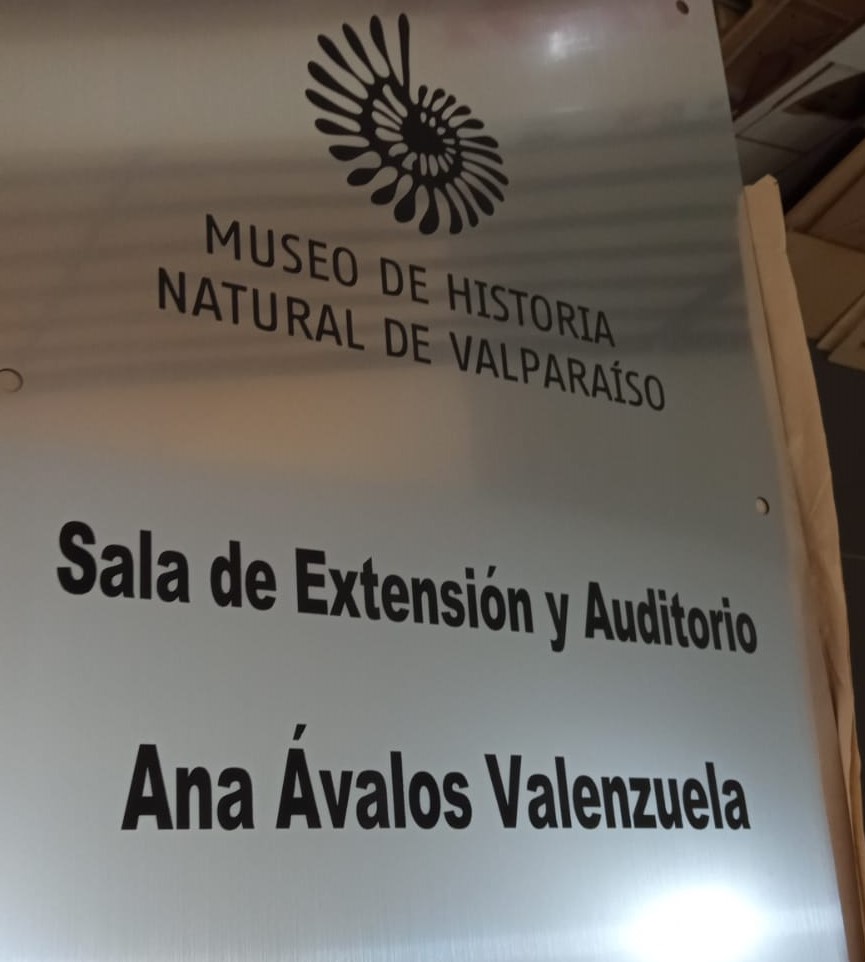 MUSEO DE HISTORIA
NATURAL DE VALPARAÍSO
Sala de Extensión y Auditorio
Ana Ávalos Valenzuela